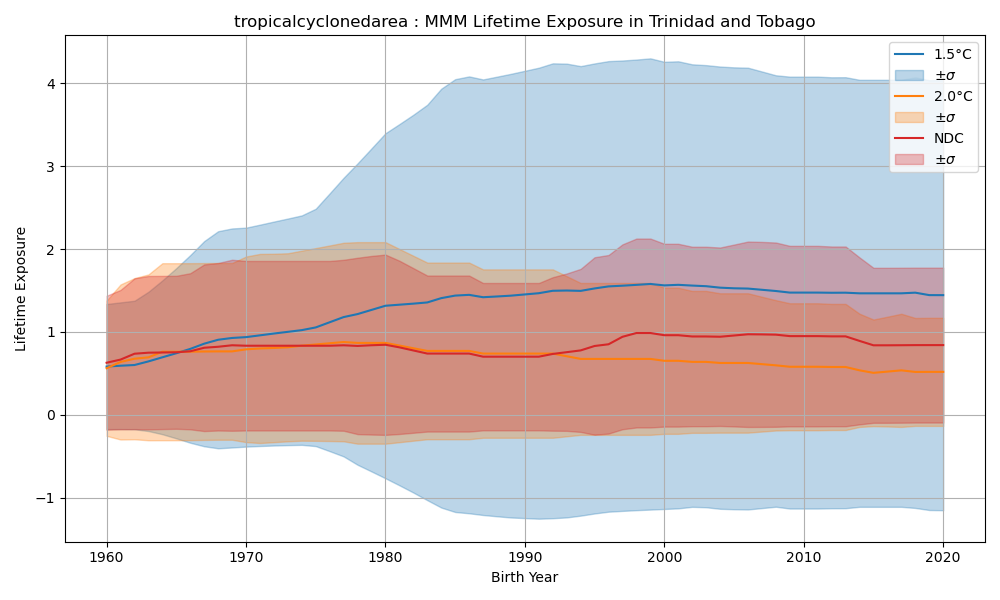 tropicalcyclonedarea : MMM Lifetime Exposure in Trinidad and Tobago
1.5°C
±σ
2.0°C
±σ
NDC
±σ
Lifetime Exposure
4
3
2
1
0
−1
1960 1970 1980 1990 2000 2010 2020
Birth Year